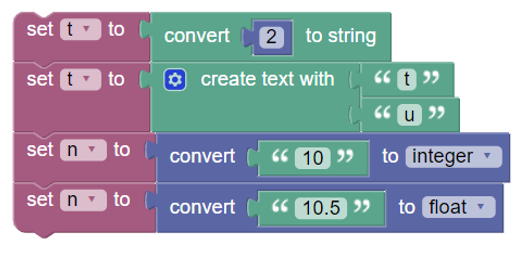 set t to convert 2 to string
set t to create text with “ t ”
“ u ”
set n to convert “ 10 ” to integer
set n to convert “ 10.5 ” to float